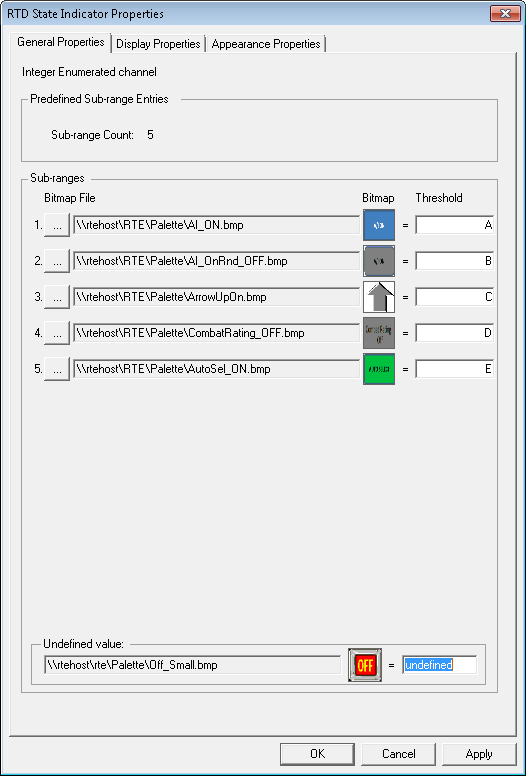 RTD State Indicator Properties
General Properties Display Properties Appearance Properties
Integer Enumerated channel
Predefined Sub-range Entries
Sub-range Count: 5
Sub-ranges
Bitmap File Bitmap Threshold
1. ... \\rtehost\RTE\Palette\AI_ON.bmp = A
2. ... \\rtehost\RTE\Palette\AI_OnRnd_OFF.bmp = B
3. ... \\rtehost\RTE\Palette\ArrowUpOn.bmp = C
4. ... \\rtehost\RTE\Palette\CombatRating_OFF.bmp Combat Rating Off = D
5. ... \\rtehost\RTE\Palette\AutoSel_ON.bmp = E
Undefined value:
\\rtehost\rte\Palette\Off_Small.bmp OFF = undefined
OK Cancel Apply